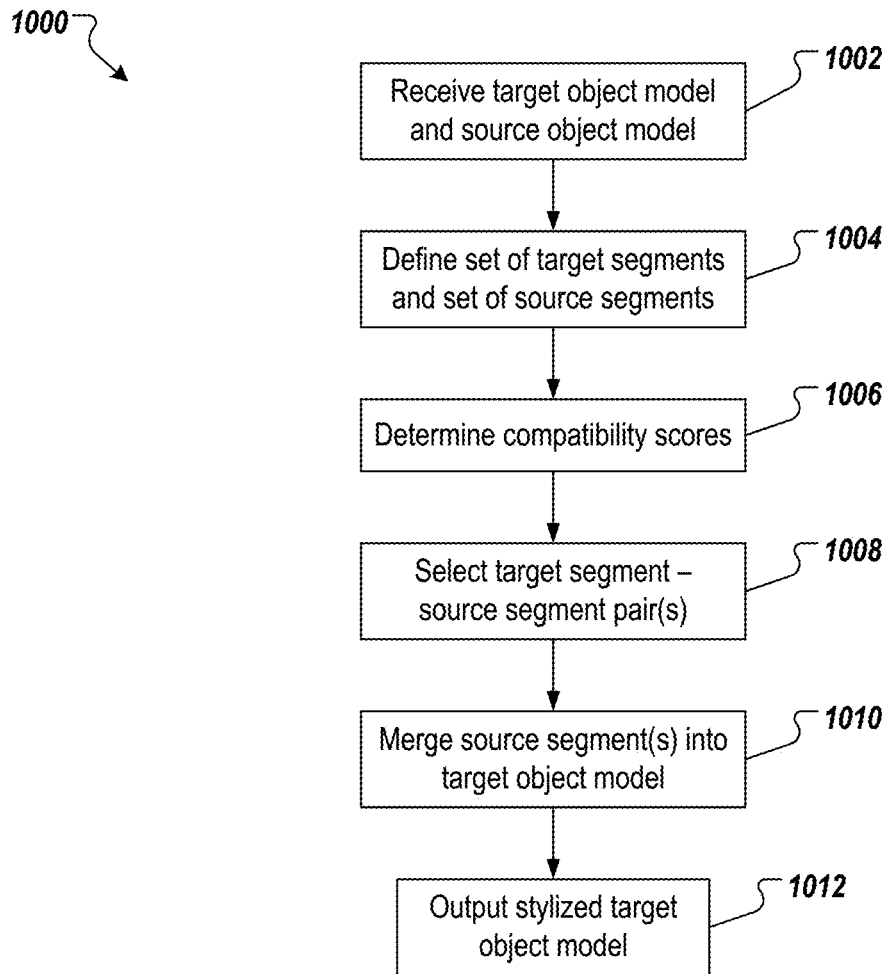 1000
1002
Receive target object model
and source object model
1004
Define set of target segments
and set of source segments
1006
Determine compatibility scores
1008
Select target segment –
source segment pair(s)
1010
Merge source segment(s) into
target object model
1012
Output stylized target
object model